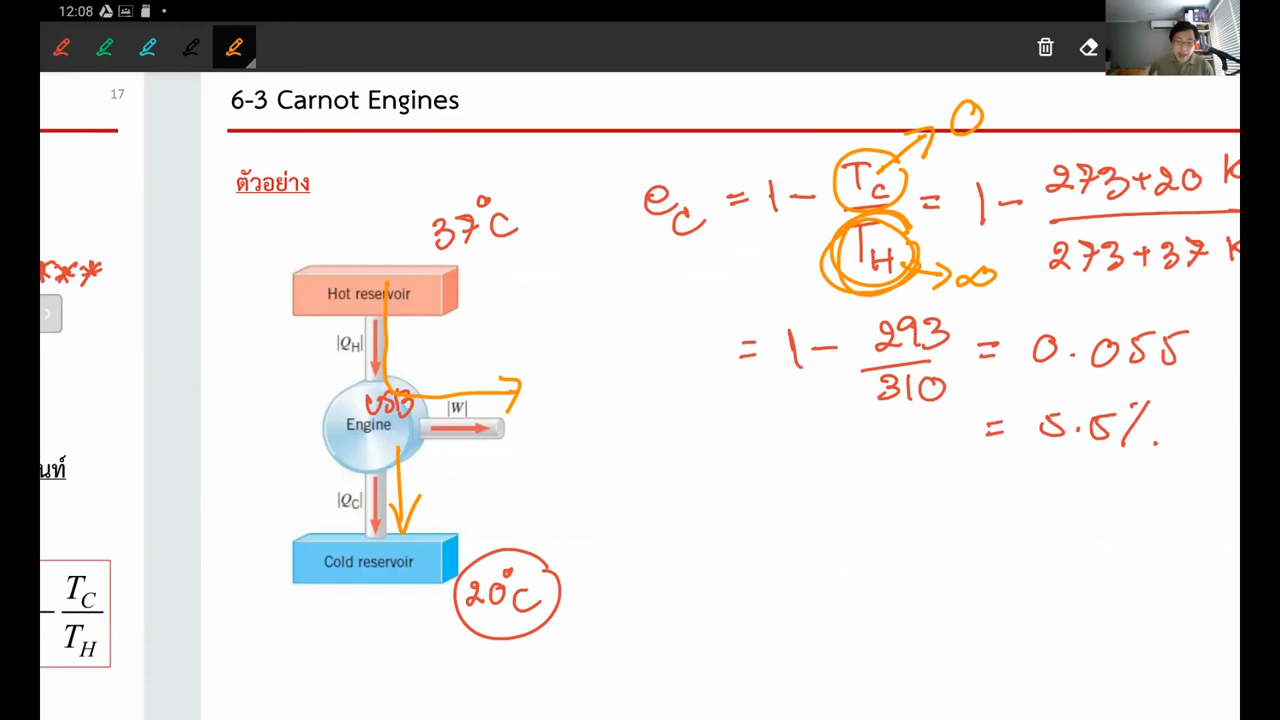 12:08
17
6-3 Carnot Engines
ตัวอย่าง
37°C
Hot reservoir
|Q_H|
Engine
|W|
|Q_C|
Cold reservoir
20°C
e_C = 1 - T_C/T_H = 1 - (273+20 K)/(273+37 K)
0
∞
= 1 - 293/310 = 0.055
= 5.5%
***
นท์
T_C/T_H